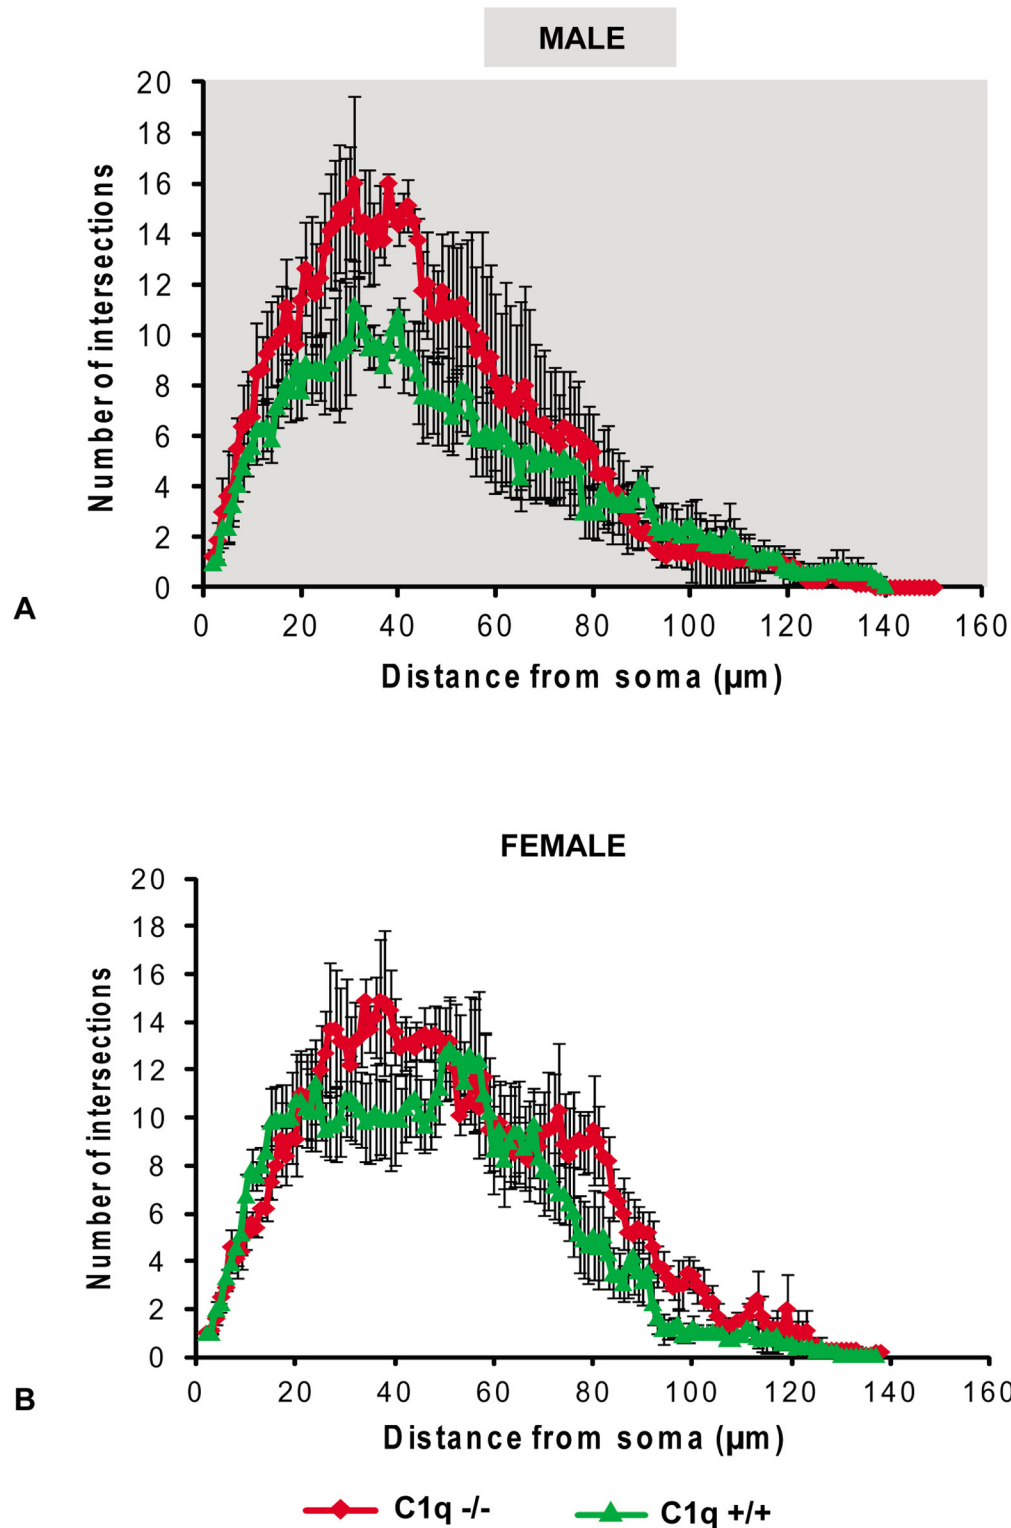 MALE
20
18
16
14
12
10
8
6
4
2
0
Number of intersections
0 20 40 60 80 100 120 140 160
Distance from soma (µm)
A
FEMALE
20
18
16
14
12
10
8
6
4
2
0
Number of intersections
0 20 40 60 80 100 120 140 160
Distance from soma (µm)
B
C1q -/- C1q +/+